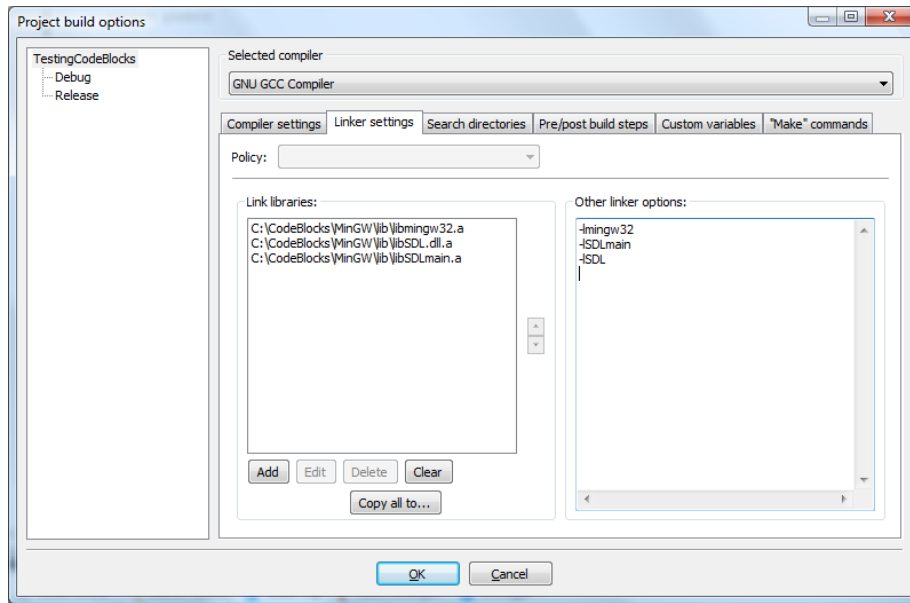 Project build options
TestingCodeBlocks
Debug
Release
Selected compiler
GNU GCC Compiler
Compiler settings
Linker settings
Search directories
Pre/post build steps
Custom variables
"Make" commands
Policy:
Link libraries:
C:\CodeBlocks\MinGW\lib\libmingw32.a
C:\CodeBlocks\MinGW\lib\libSDL.dll.a
C:\CodeBlocks\MinGW\lib\libSDLmain.a
Add
Edit
Delete
Clear
Copy all to...
Other linker options:
-lmingw32
-lSDLmain
-lSDL
OK
Cancel